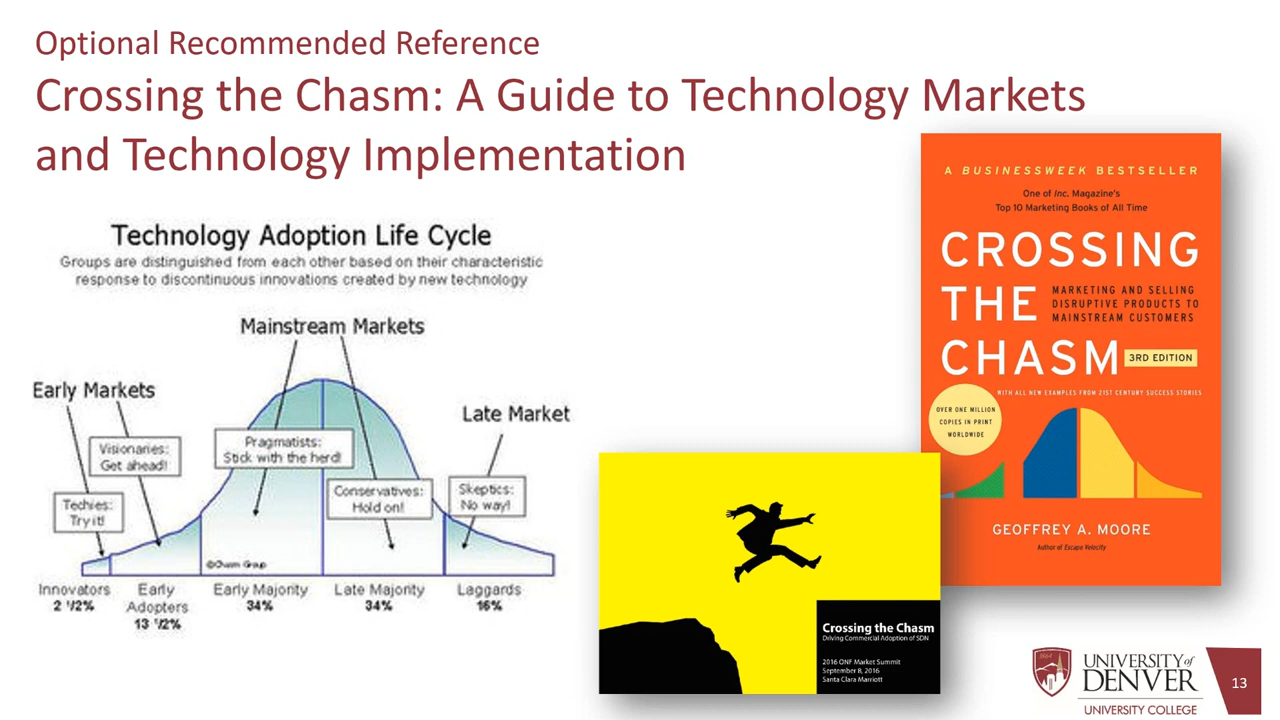 Optional Recommended Reference
Crossing the Chasm: A Guide to Technology Markets
and Technology Implementation
Technology Adoption Life Cycle
Groups are distinguished from each other based on their characteristic
response to discontinuous innovations created by new technology
Mainstream Markets
Early Markets
Late Market
Visionaries:
Get ahead!
Pragmatists:
Stick with the herd!
Techies:
Try it!
Conservatives:
Hold on!
Skeptics:
No way!
©Chasm Group
Innovators
2 1/2%
Early
Adopters
13 1/2%
Early Majority
34%
Late Majority
34%
Laggards
16%
Crossing the Chasm
Driving Commercial Adoption of SDN
2016 ONF Market Summit
September 8, 2016
Santa Clara Marriott
A BUSINESSWEEK BESTSELLER
One of Inc. Magazine's
Top 10 Marketing Books of All Time
CROSSING
THE
MARKETING AND SELLING
DISRUPTIVE PRODUCTS TO
MAINSTREAM CUSTOMERS
CHASM
3RD EDITION
WITH ALL NEW EXAMPLES FROM 21ST CENTURY SUCCESS STORIES
OVER ONE MILLION
COPIES IN PRINT
WORLDWIDE
GEOFFREY A. MOORE
Author of Escape Velocity
UNIVERSITY of
DENVER
UNIVERSITY COLLEGE
13